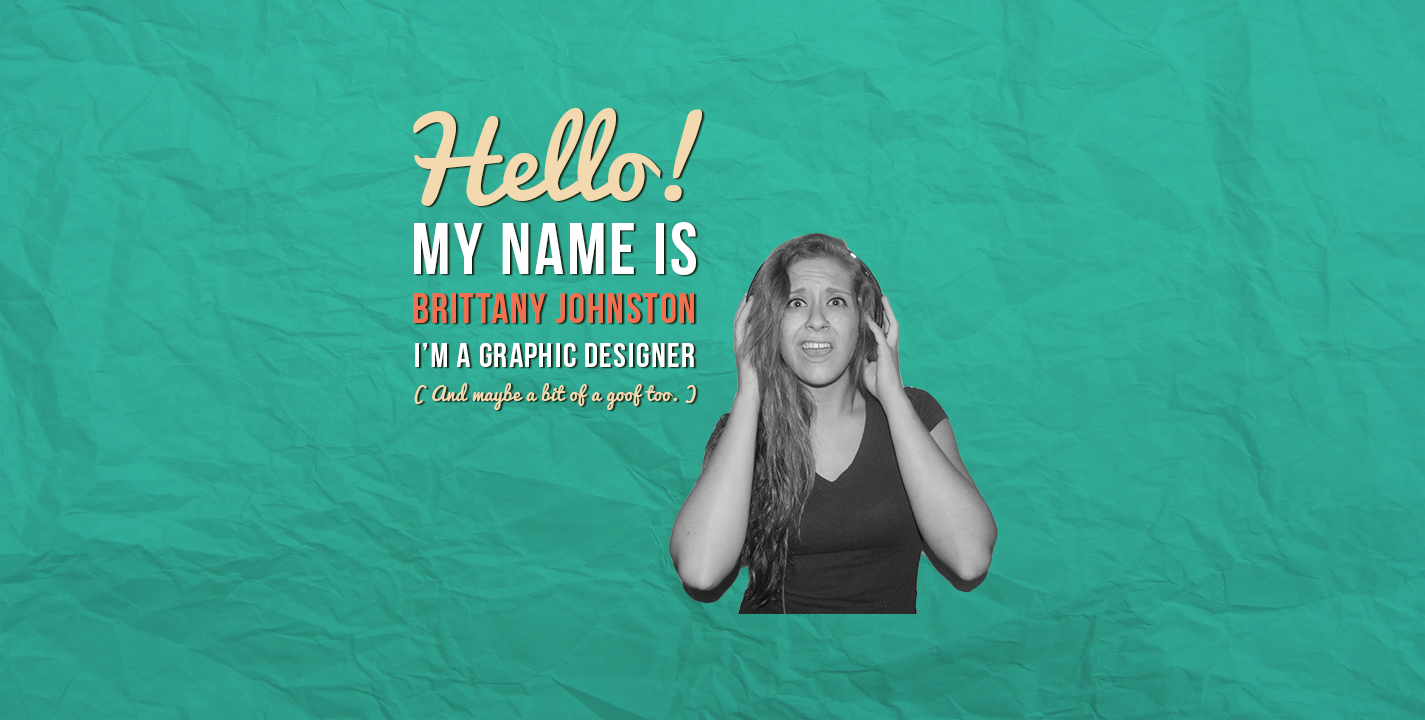 Hello!
MY NAME IS
BRITTANY JOHNSTON
I'M A GRAPHIC DESIGNER
( And maybe a bit of a goof too. )